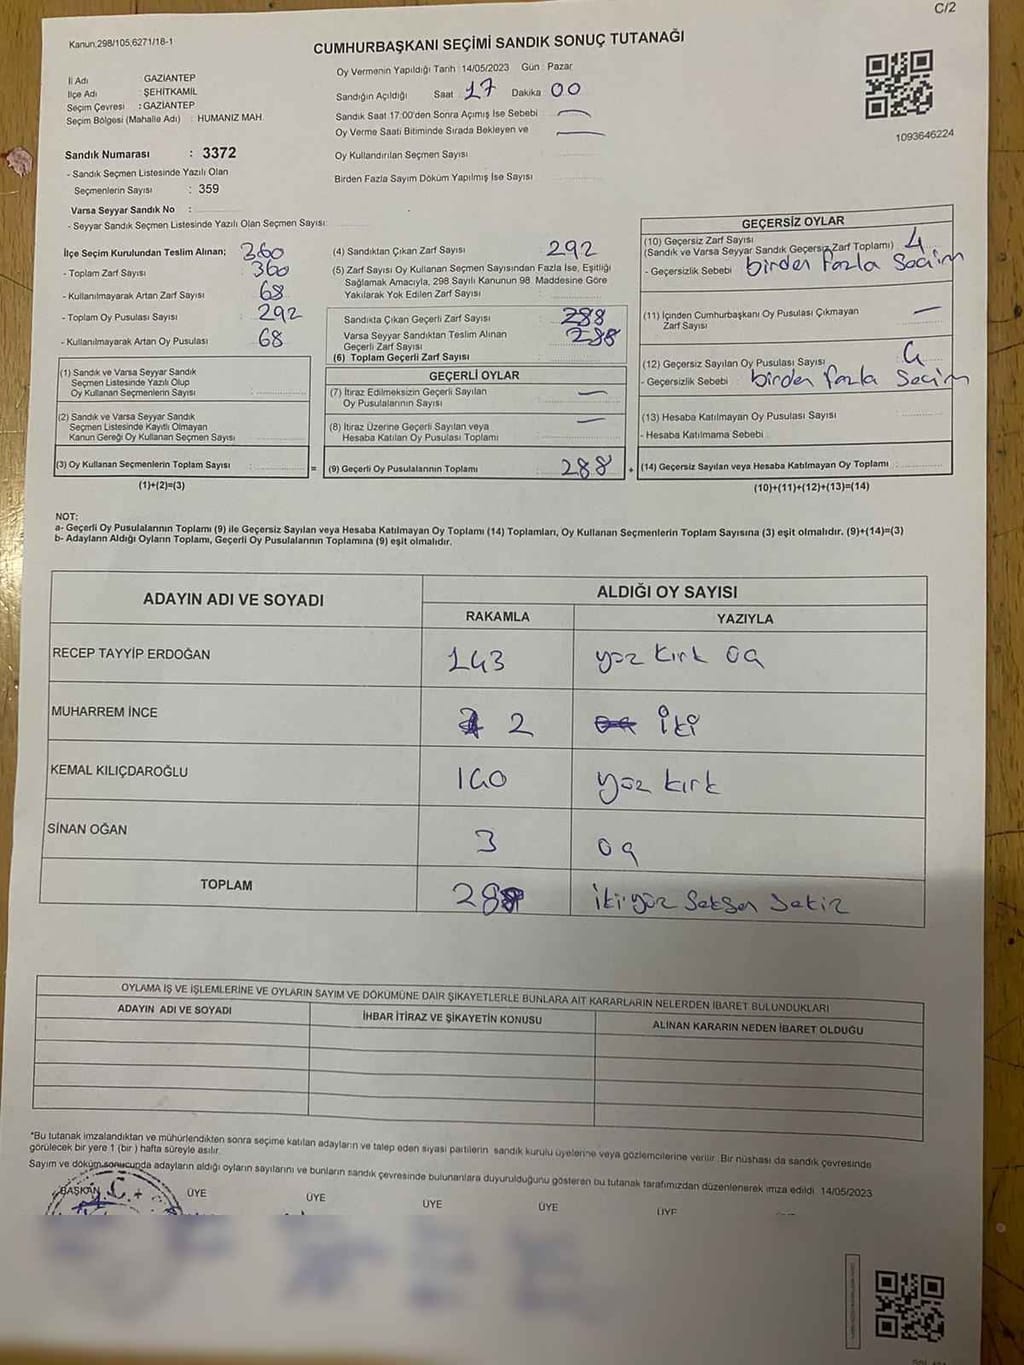 C/2
Kanun.298/105,6271/18-1
CUMHURBAŞKANI SEÇİMİ SANDIK SONUÇ TUTANAĞI
İl Adı GAZİANTEP
İlçe Adı ŞEHİTKAMİL
Seçim Çevresi : GAZİANTEP
Seçim Bölgesi (Mahalle Adı) : HUMANIZ MAH.
Sandık Numarası : 3372
- Sandık Seçmen Listesinde Yazılı Olan
Seçmenlerin Sayısı : 359
Varsa Seyyar Sandık No :
- Seyyar Sandık Seçmen Listesinde Yazılı Olan Seçmen Sayısı:
Oy Vermenin Yapıldığı Tarih :14/05/2023 Gün : Pazar
Sandığın Açıldığı Saat 17 Dakika 00
Sandık Saat 17:00'den Sonra Açımış İse Sebebi
Oy Verme Saati Bitiminde Sırada Bekleyen ve
Oy Kullandırılan Seçmen Sayısı
Birden Fazla Sayım Döküm Yapılmış İse Sayısı
1093646224
İlçe Seçim Kurulundan Teslim Alınan; 360
- Toplam Zarf Sayısı 360
- Kullanılmayarak Artan Zarf Sayısı 68
- Toplam Oy Pusulası Sayısı 292
- Kullanılmayarak Artan Oy Pusulası 68
(1) Sandık ve Varsa Seyyar Sandık
Seçmen Listesinde Yazılı Olup
Oy Kullanan Seçmenlerin Sayısı
(2) Sandık ve Varsa Seyyar Sandık
Seçmen Listesinde Kayıtlı Olmayan
Kanun Gereği Oy Kullanan Seçmen Sayısı
(3) Oy Kullanan Seçmenlerin Toplam Sayısı
(1)+(2)=(3)
(4) Sandıktan Çıkan Zarf Sayısı 292
(5) Zarf Sayısı Oy Kullanan Seçmen Sayısından Fazla İse, Eşitliği
Sağlamak Amacıyla, 298 Sayılı Kanunun 98. Maddesine Göre
Yakılarak Yok Edilen Zarf Sayısı
Sandıkta Çıkan Geçerli Zarf Sayısı 288
Varsa Seyyar Sandıktan Teslim Alınan
Geçerli Zarf Sayısı 288
(6) Toplam Geçerli Zarf Sayısı
GEÇERLİ OYLAR
(7) İtiraz Edilmeksizin Geçerli Sayılan
Oy Pusulalarının Sayısı —
(8) İtiraz Üzerine Geçerli Sayılan veya
Hesaba Katılan Oy Pusulası Toplamı —
= (9) Geçerli Oy Pusulalarının Toplamı 288 +
GEÇERSİZ OYLAR
(10) Geçersiz Zarf Sayısı
(Sandık ve Varsa Seyyar Sandık Geçersiz Zarf Toplamı) 4
- Geçersizlik Sebebi birden fazla Seçim
(11) İçinden Cumhurbaşkanı Oy Pusulası Çıkmayan
Zarf Sayısı —
(12) Geçersiz Sayılan Oy Pusulası Sayısı 4
- Geçersizlik Sebebi birden fazla Seçim
(13) Hesaba Katılmayan Oy Pusulası Sayısı
- Hesaba Katılmama Sebebi
(14) Geçersiz Sayılan veya Hesaba Katılmayan Oy Toplamı
(10)+(11)+(12)+(13)=(14)
NOT:
a- Geçerli Oy Pusulalarının Toplamı (9) ile Geçersiz Sayılan veya Hesaba Katılmayan Oy Toplamı (14) Toplamları, Oy Kullanan Seçmenlerin Toplam Sayısına (3) eşit olmalıdır. (9)+(14)=(3)
b- Adayların Aldığı Oyların Toplamı, Geçerli Oy Pusulalarının Toplamına (9) eşit olmalıdır.
ADAYIN ADI VE SOYADI
ALDIĞI OY SAYISI
RAKAMLA YAZIYLA
RECEP TAYYİP ERDOĞAN 143 yüz kırk üç
MUHARREM İNCE 2 iki
KEMAL KILIÇDAROĞLU 140 yüz kırk
SİNAN OĞAN 3 üç
TOPLAM 288 ikiyüz seksen sekiz
OYLAMA İŞ VE İŞLEMLERİNE VE OYLARIN SAYIM VE DÖKÜMÜNE DAİR ŞİKAYETLERLE BUNLARA AİT KARARLARIN NELERDEN İBARET BULUNDUKLARI
ADAYIN ADI VE SOYADI İHBAR İTİRAZ VE ŞİKAYETİN KONUSU ALINAN KARARIN NEDEN İBARET OLDUĞU
*Bu tutanak imzalandıktan ve mühürlendikten sonra seçime katılan adayların ve talep eden siyasi partilerin sandık kurulu üyelerine veya gözlemcilerine verilir. Bir nüshası da sandık çevresinde
görülecek bir yere 1 (bir) hafta süreyle asılır.
Sayım ve döküm sonucunda adayların aldığı oyların sayılarını ve bunların sandık çevresinde bulunanlara duyurulduğunu gösteren bu tutanak tarafımızdan düzenlenerek imza edildi. 14/05/2023
BAŞKAN ÜYE ÜYE ÜYE ÜYE ÜYE